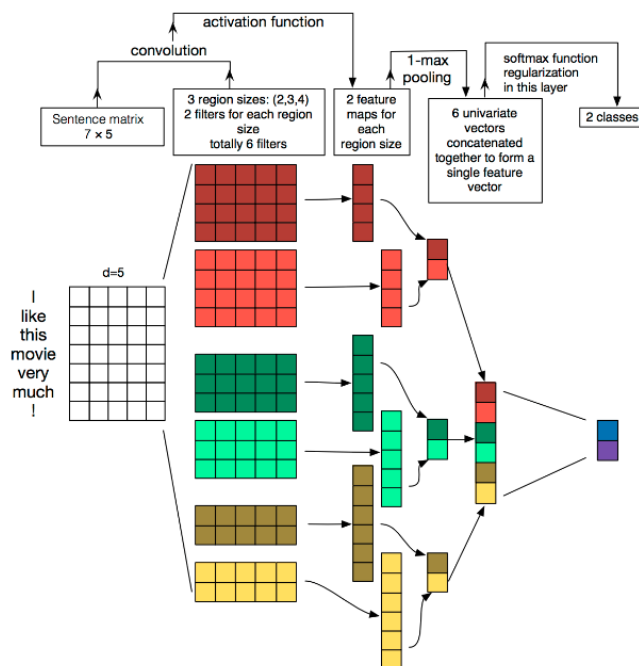 activation function
convolution
1-max
pooling
softmax function
regularization
in this layer
Sentence matrix
7 × 5
3 region sizes: (2,3,4)
2 filters for each region
size
totally 6 filters
2 feature
maps for
each
region size
6 univariate
vectors
concatenated
together to form a
single feature
vector
2 classes
d=5
I
like
this
movie
very
much
!